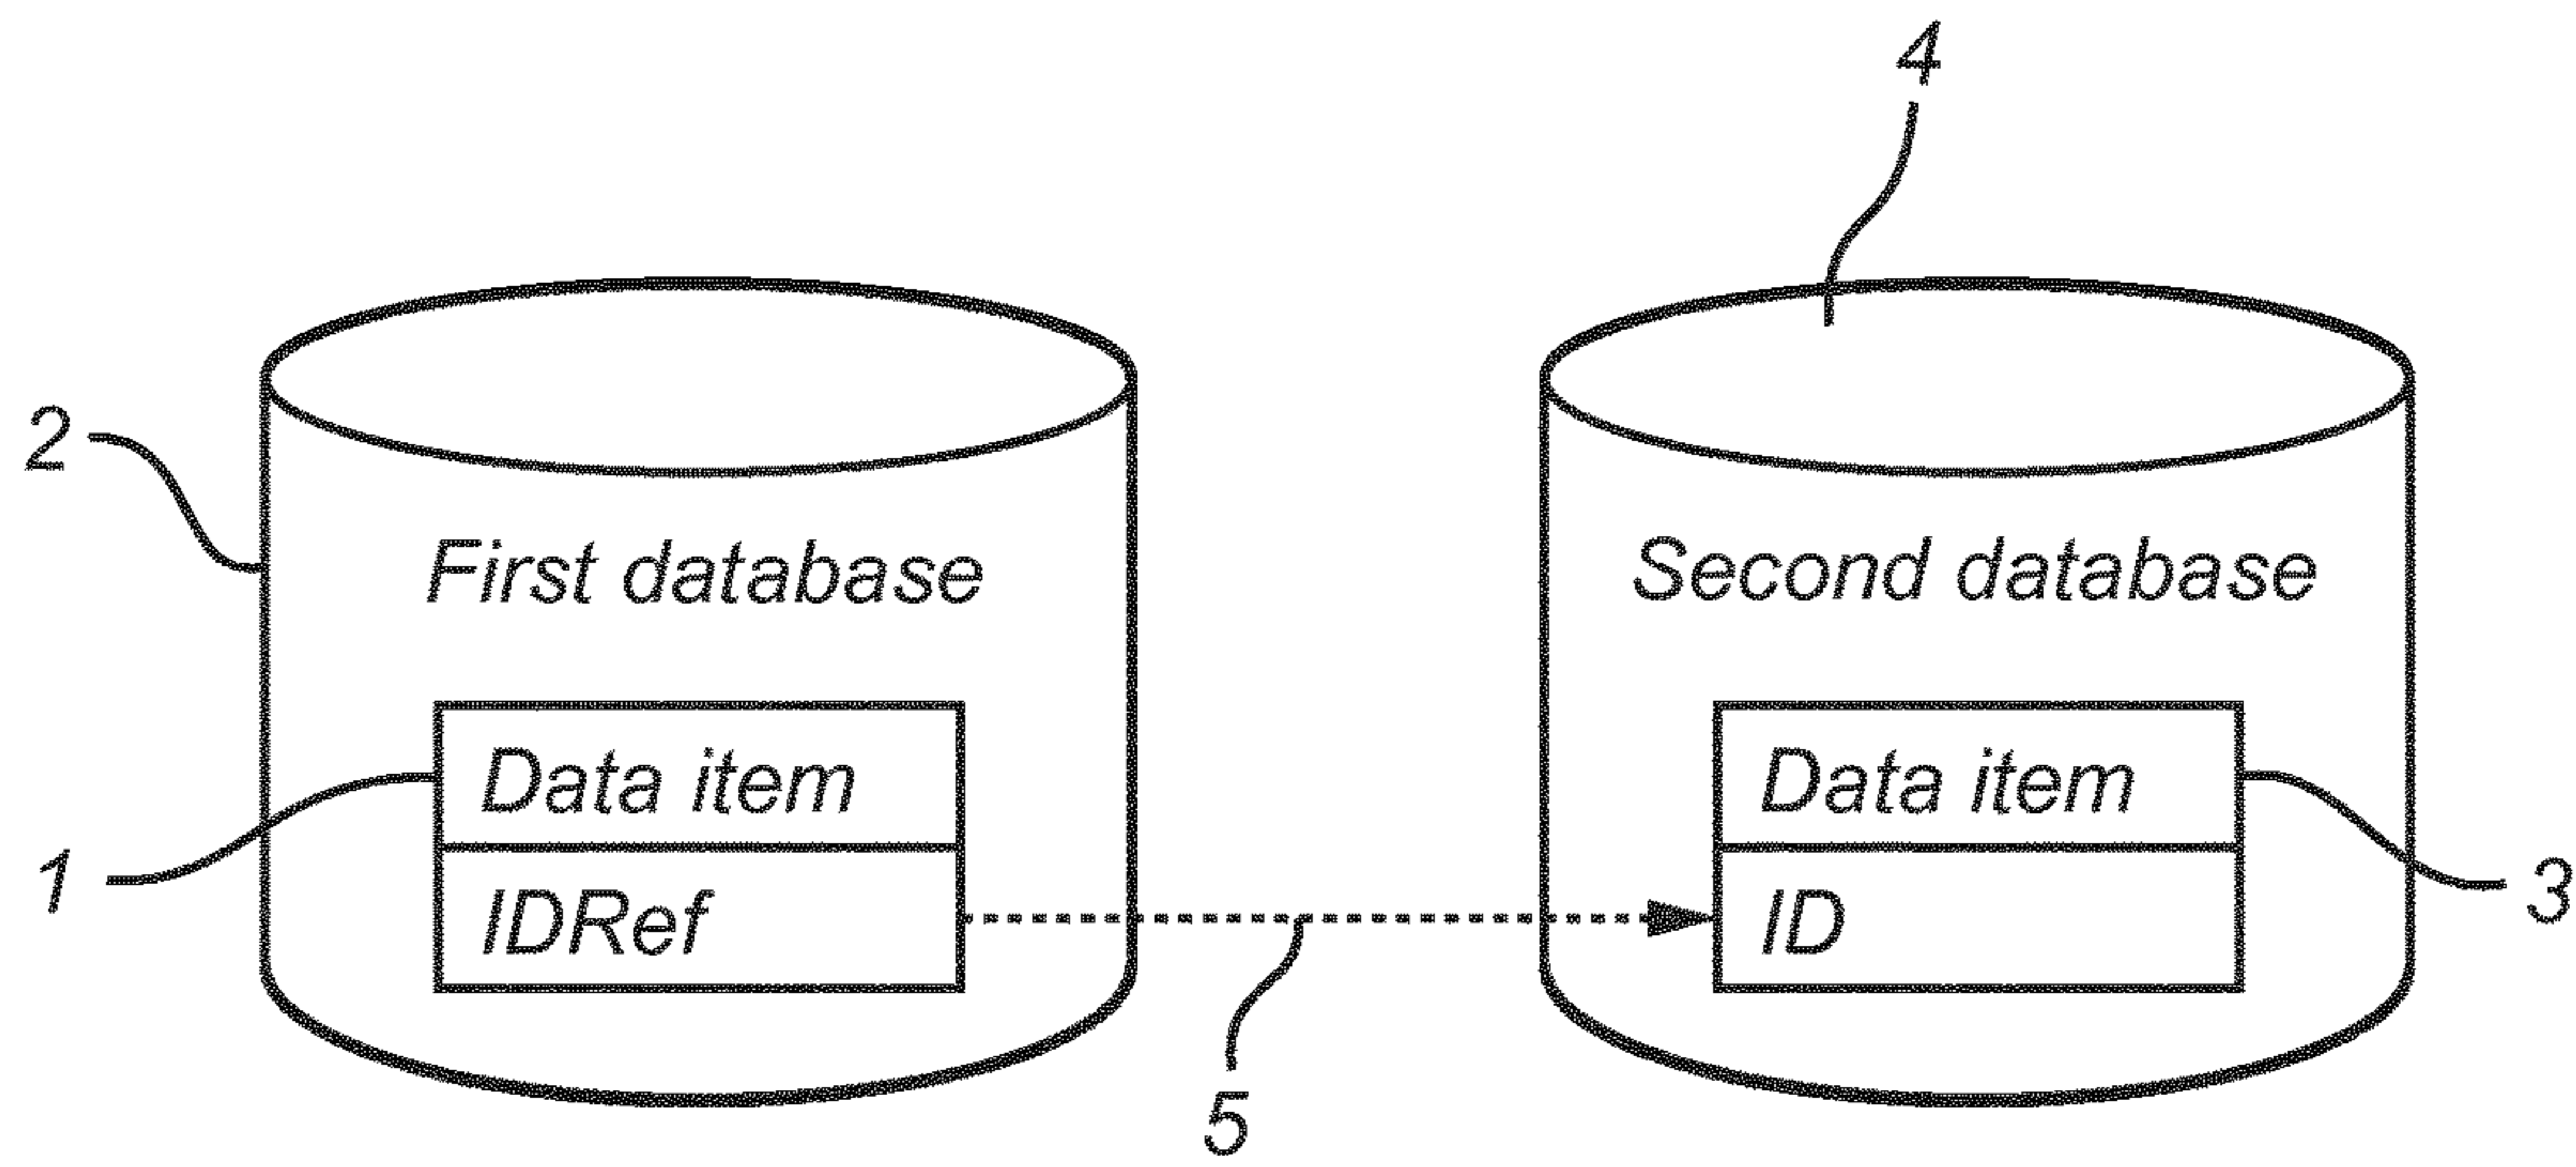 4
2
First database
Second database
Data item
Data item
1
IDRef
ID
3
5